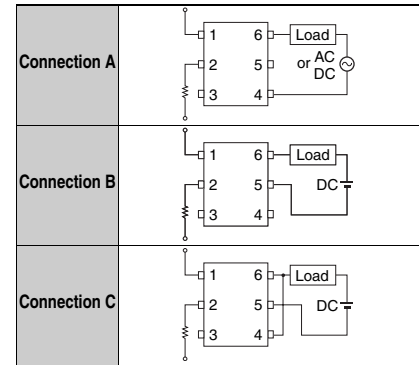 Connection A
1 6 Load
2 5 or AC
DC
3 4
Connection B
1 6 Load
2 5 DC
3 4
Connection C
1 6 Load
2 5 DC
3 4